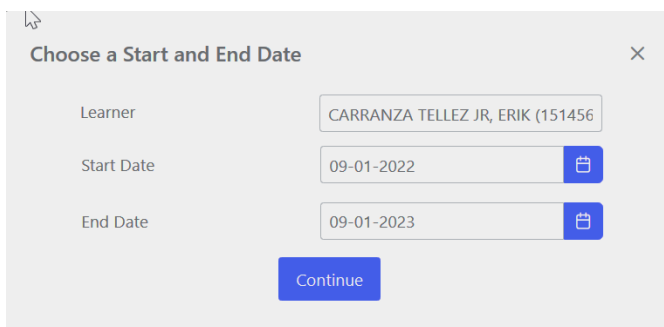 Choose a Start and End Date
Learner CARRANZA TELLEZ JR, ERIK (151456
Start Date 09-01-2022
End Date 09-01-2023
Continue